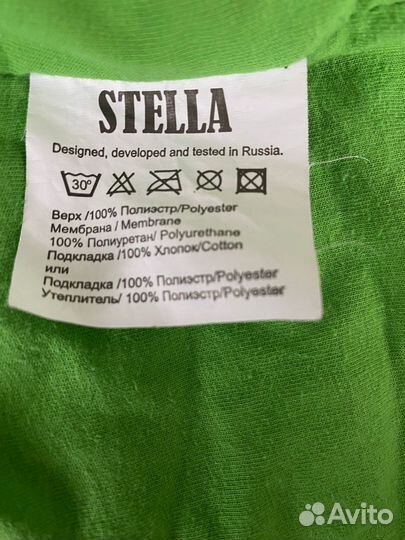 STELLA
Designed, developed and tested in Russia.
30°
Верх /100% Полиэстр/Polyester
Мембрана / Membrane
100% Полиуретан/ Polyurethane
Подкладка /100% Хлопок/Cotton
или
Подкладка /100% Полиэстр/Polyester
Утеплитель/ 100% Полиэстр/Polyester
Avito